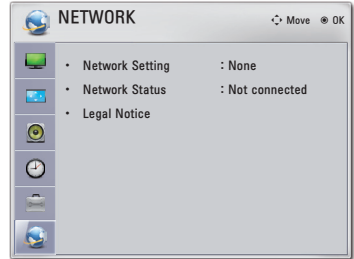 NETWORK Move OK
• Network Setting : None
• Network Status : Not connected
• Legal Notice